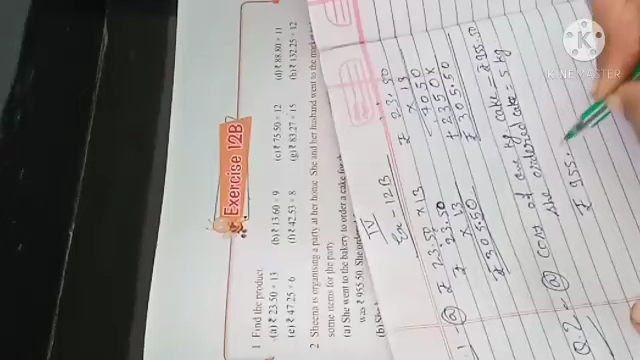 Exercise 12B
1 Find the product.
(a) ₹ 23.50 × 13 (b) ₹ 13.60 × 9 (c) ₹ 75.50 × 12 (d) ₹ 88.80 × 11
(e) ₹ 47.25 × 6 (f) ₹ 42.53 × 8 (g) ₹ 83.27 × 15 (h) ₹ 132.25 × 12
2 Sheena is organising a party at her home She and her husband went to the market
some items for the party
(a) She went to the bakery to order a cake for
was ₹ 955.50. She
(b)
IV
Ex - 12B
1 (a) ₹ 23.50 × 13
₹ 23.50
× 13
₹ 305.50
₹ 23.50
× 13
7050
+ 2350×
₹ 305.50
Q-2 - (a) Cost of one kg cake - ₹ 955.50
She ordered cake = 5 kg
₹ 955.
KINEMASTER